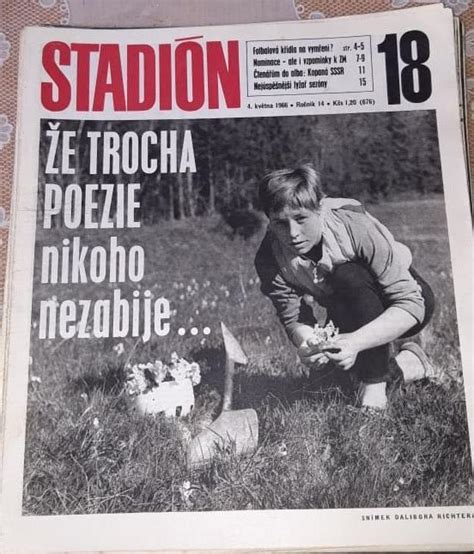 STADIÓN
Fotbalová křídla na vymření? str. 4-5
Nominace - ale i vzpomínky k ZM 7-9
Čtenářům do alba: Kopaná SSSR 11
Nejúspěšnější lyžař sezóny 15
18
4. května 1966 • Ročník 14 • Kčs 1,20 (676)
ŽE TROCHA
POEZIE
nikoho
nezabije...
SNÍMEK DALIBORA RICHTERA